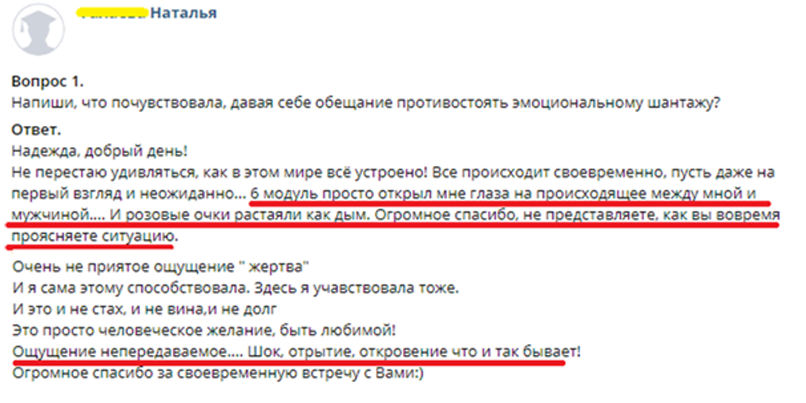 Наталья
Вопрос 1.
Напиши, что почувствовала, давая себе обещание противостоять эмоциональному шантажу?
Ответ.
Надежда, добрый день!
Не перестаю удивляться, как в этом мире всё устроено! Все происходит своевременно, пусть даже на
первый взгляд и неожиданно... 6 модуль просто открыл мне глаза на происходящее между мной и
мужчиной.... И розовые очки растаяли как дым. Огромное спасибо, не представляете, как вы вовремя
проясняете ситуацию.
Очень не приятое ощущение " жертва"
И я сама этому способствовала. Здесь я учавствовала тоже.
И это и не стах, и не вина,и не долг
Это просто человеческое желание, быть любимой!
Ощущение непередаваемое.... Шок, отрытие, откровение что и так бывает!
Огромное спасибо за своевременную встречу с Вами:)